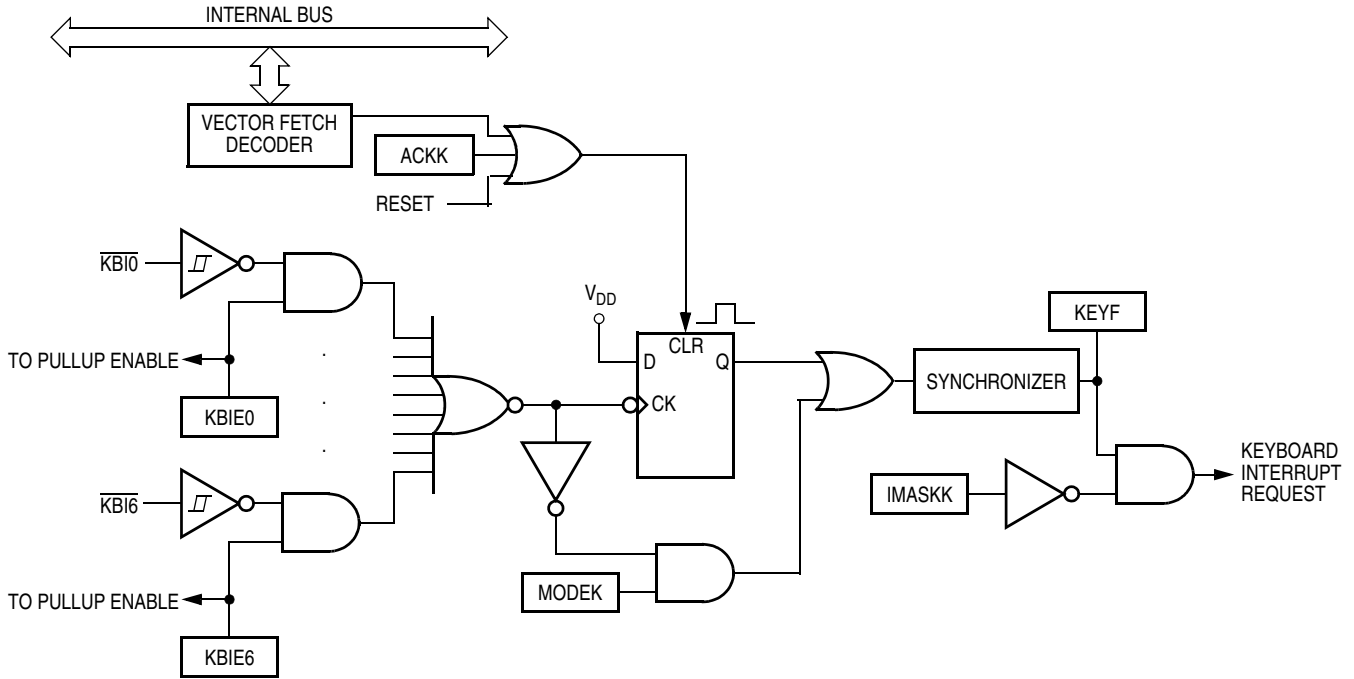 INTERNAL BUS
VECTOR FETCH
DECODER
ACKK
RESET
KBI0
TO PULLUP ENABLE
KBIE0
KBI6
TO PULLUP ENABLE
KBIE6
VDD
CLR
D
Q
CK
MODEK
SYNCHRONIZER
KEYF
IMASKK
KEYBOARD
INTERRUPT
REQUEST